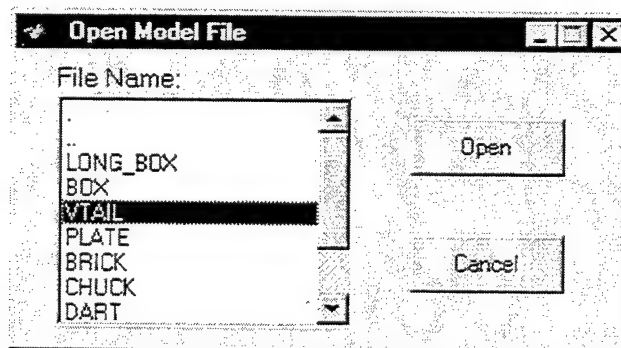 Open Model File
File Name:
.
..
LONG_BOX
BOX
VTAIL
PLATE
BRICK
CHUCK
DART
Open
Cancel